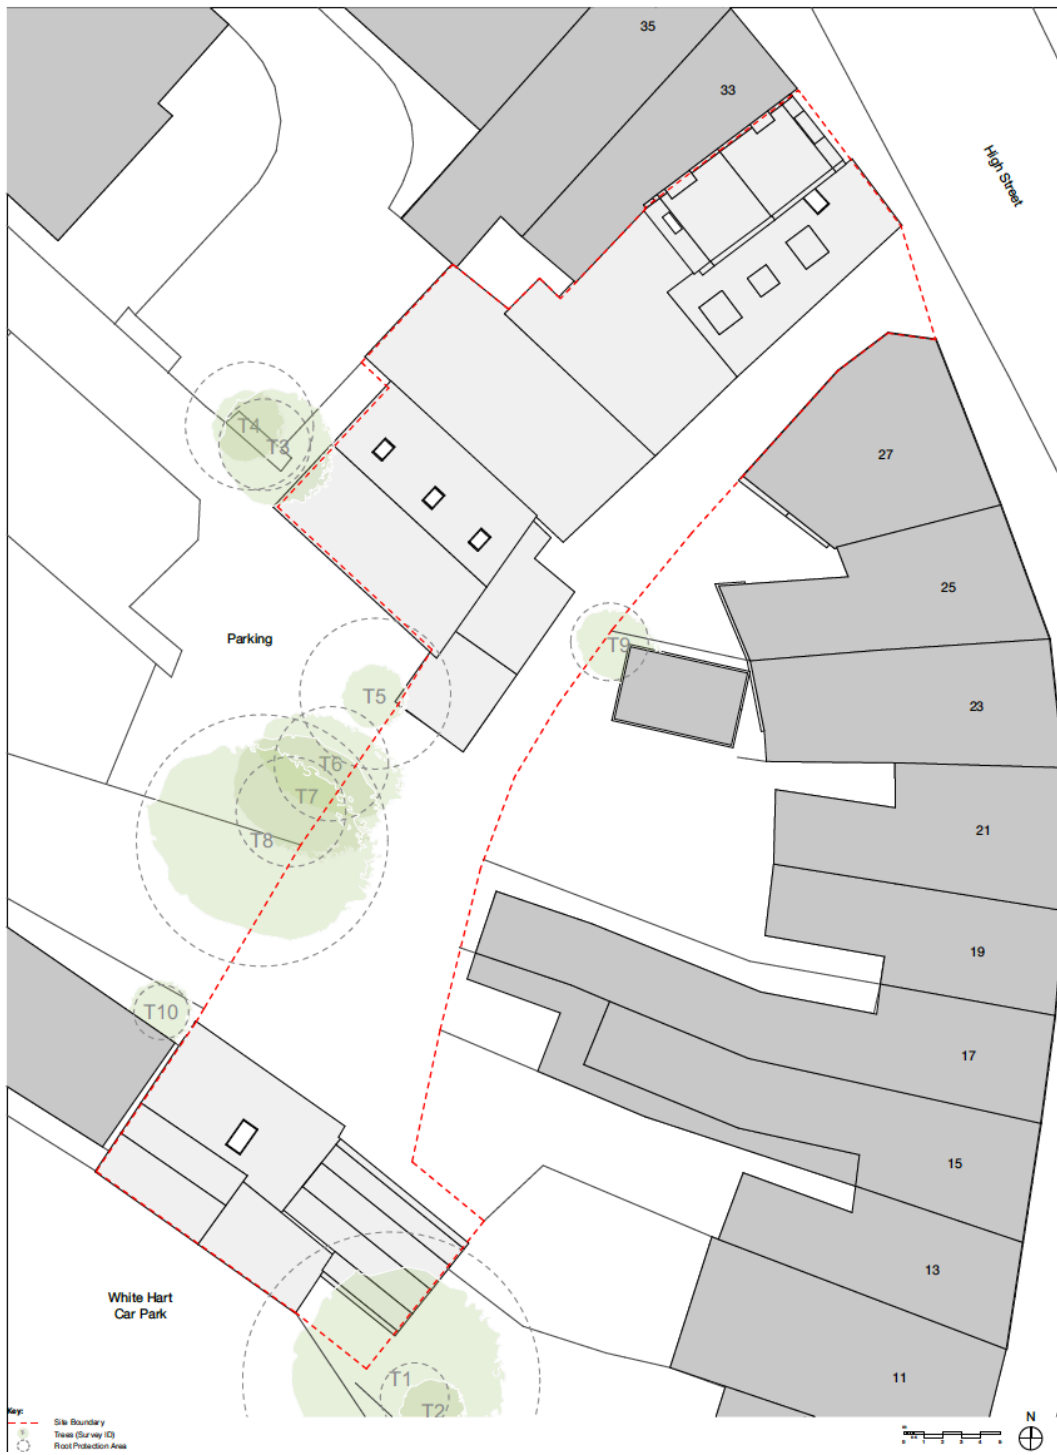 35
33
High Street
T4
T3
27
25
Parking
T9
23
T5
T6
T7
21
T8
19
T10
17
15
13
White Hart
Car Park
T1
11
T2
Key:
Site Boundary
Trees (Survey ID)
Root Protection Area
N